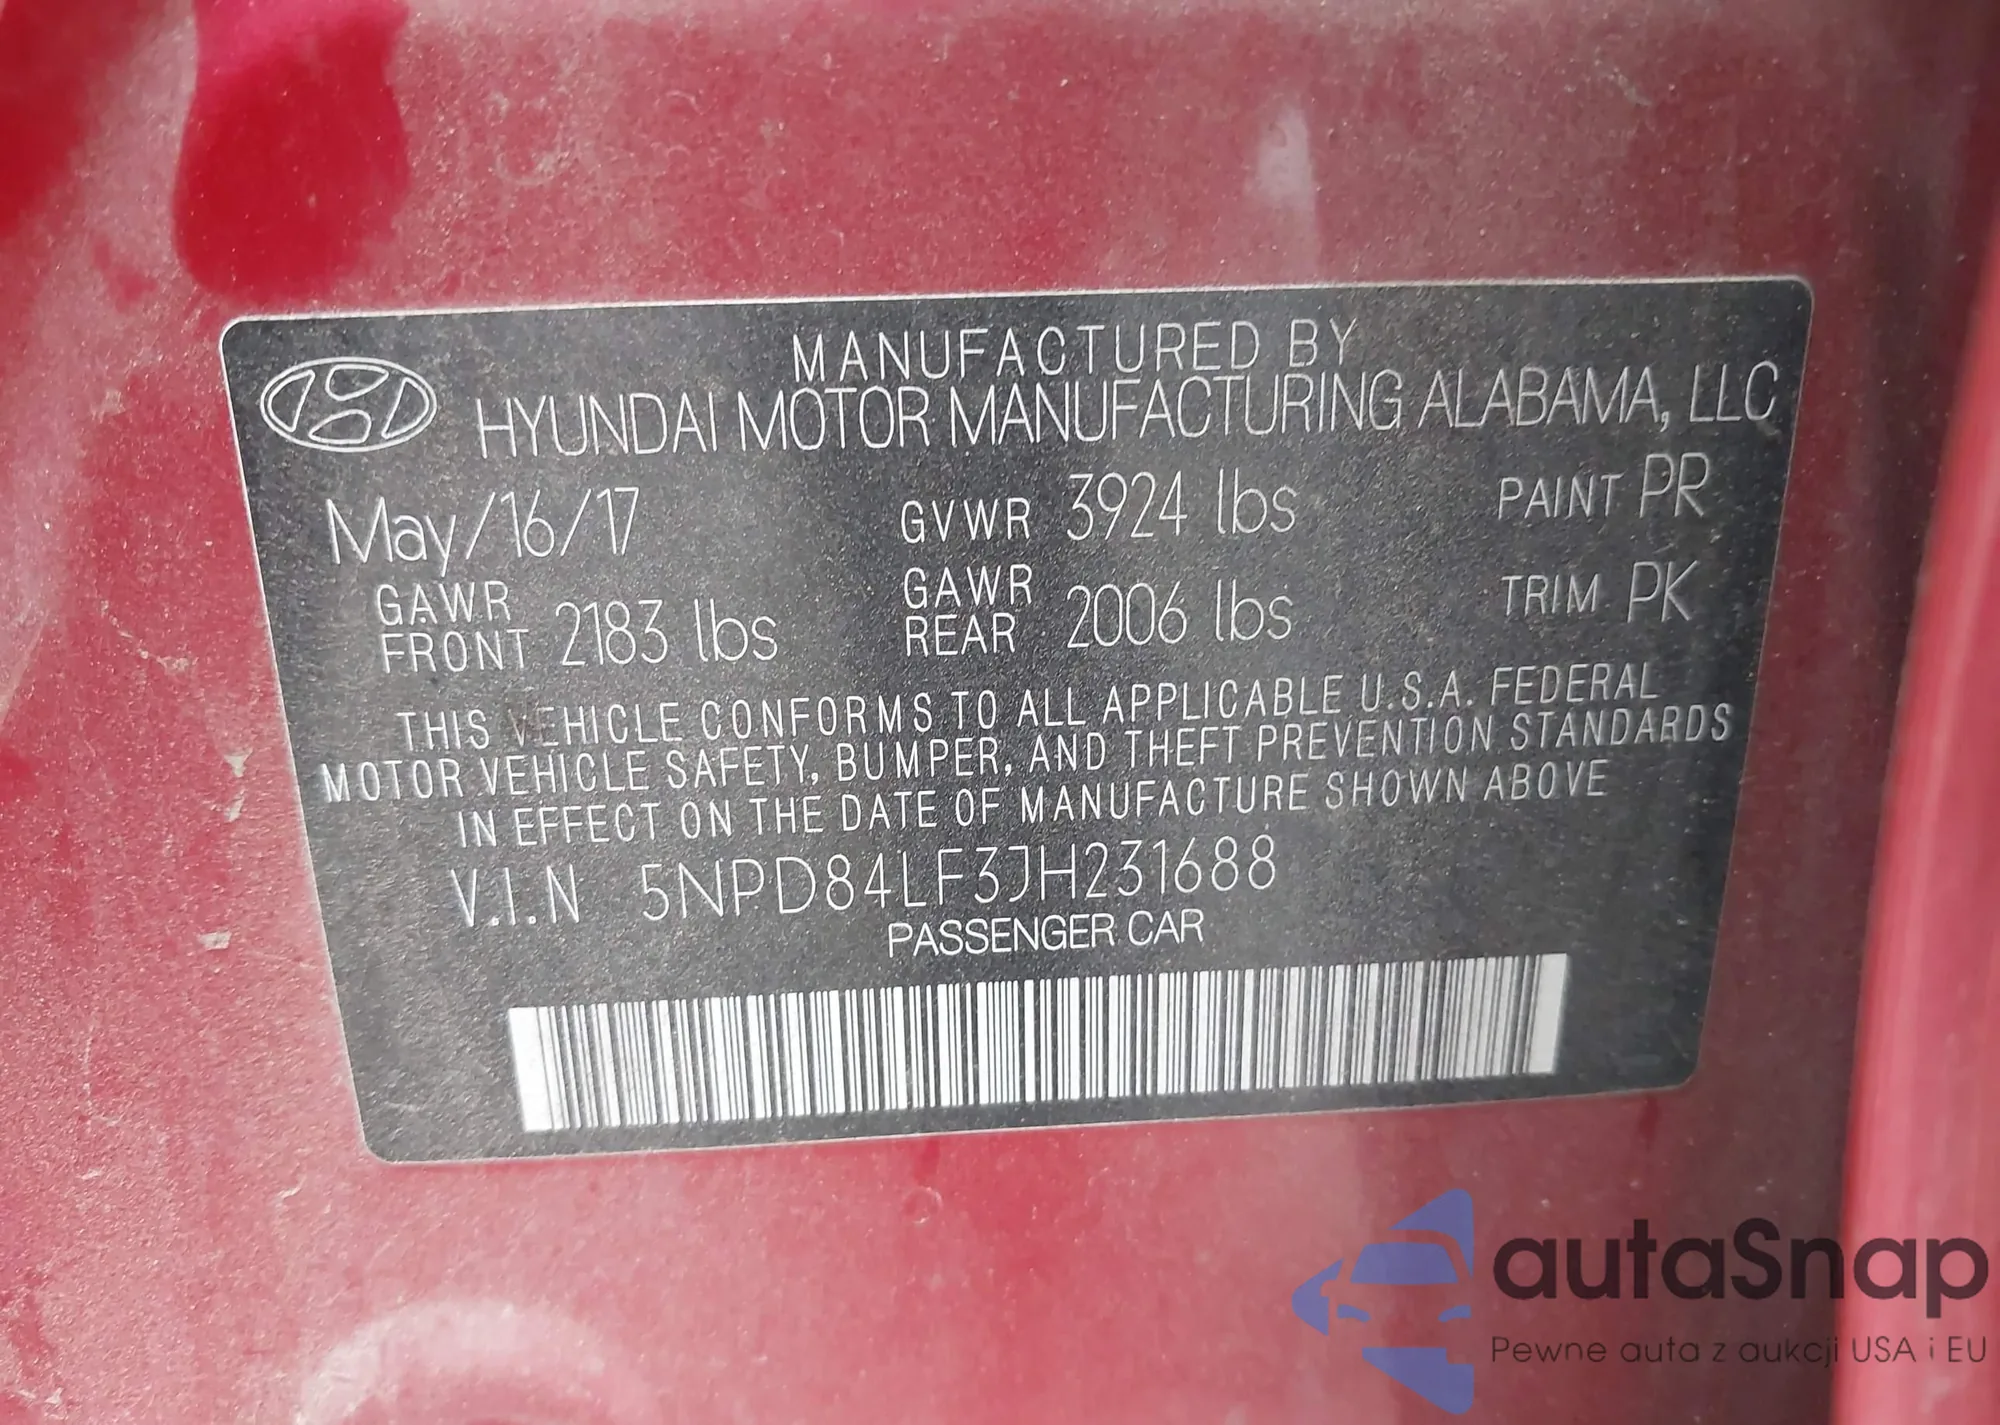 MANUFACTURED BY
HYUNDAI MOTOR MANUFACTURING ALABAMA, LLC
May/16/17 GVWR 3924 lbs PAINT PR
GAWR FRONT 2183 lbs GAWR REAR 2006 lbs TRIM PK
THIS VEHICLE CONFORMS TO ALL APPLICABLE U.S.A. FEDERAL
MOTOR VEHICLE SAFETY, BUMPER, AND THEFT PREVENTION STANDARDS
IN EFFECT ON THE DATE OF MANUFACTURE SHOWN ABOVE
V.I.N 5NPD84LF3JH231688
PASSENGER CAR
autaSnap
Pewne auta z aukcji USA i EU